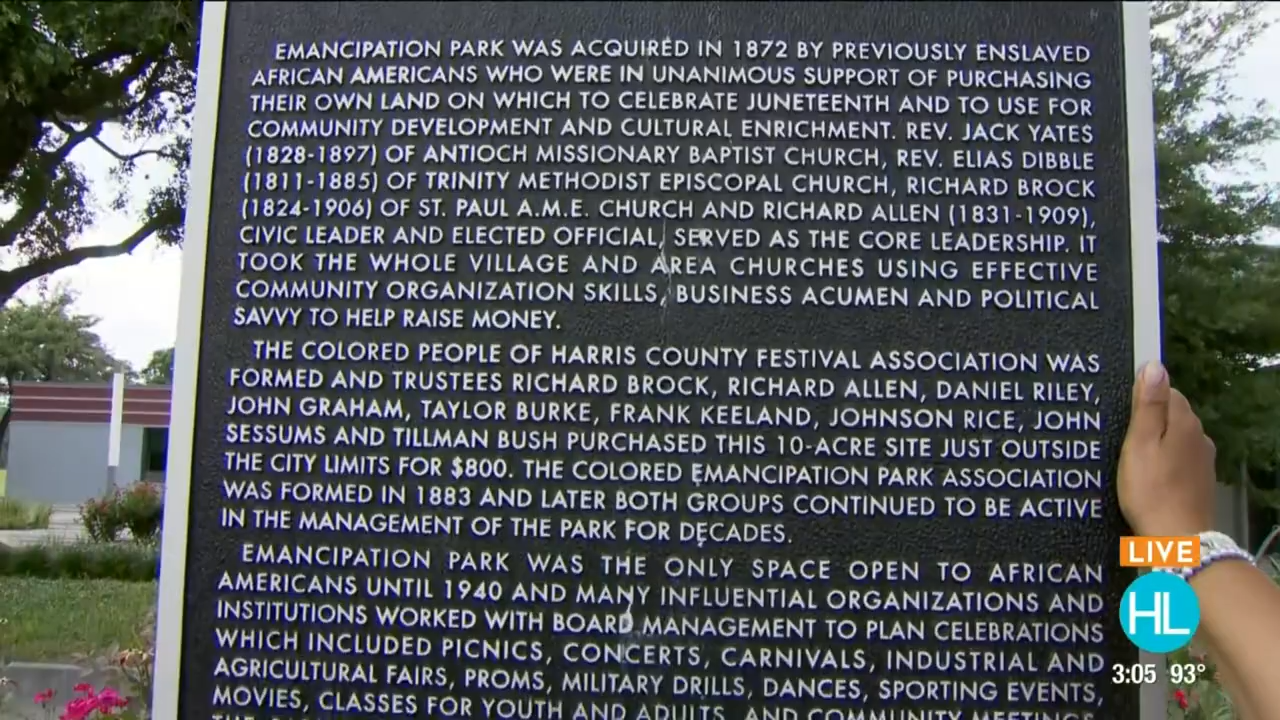 EMANCIPATION PARK WAS ACQUIRED IN 1872 BY PREVIOUSLY ENSLAVED
AFRICAN AMERICANS WHO WERE IN UNANIMOUS SUPPORT OF PURCHASING
THEIR OWN LAND ON WHICH TO CELEBRATE JUNETEENTH AND TO USE FOR
COMMUNITY DEVELOPMENT AND CULTURAL ENRICHMENT. REV. JACK YATES
(1828-1897) OF ANTIOCH MISSIONARY BAPTIST CHURCH, REV. ELIAS DIBBLE
(1811-1885) OF TRINITY METHODIST EPISCOPAL CHURCH, RICHARD BROCK
(1824-1906) OF ST. PAUL A.M.E. CHURCH AND RICHARD ALLEN (1831-1909),
CIVIC LEADER AND ELECTED OFFICIAL, SERVED AS THE CORE LEADERSHIP. IT
TOOK THE WHOLE VILLAGE AND AREA CHURCHES USING EFFECTIVE
COMMUNITY ORGANIZATION SKILLS, BUSINESS ACUMEN AND POLITICAL
SAVVY TO HELP RAISE MONEY.
THE COLORED PEOPLE OF HARRIS COUNTY FESTIVAL ASSOCIATION WAS
FORMED AND TRUSTEES RICHARD BROCK, RICHARD ALLEN, DANIEL RILEY,
JOHN GRAHAM, TAYLOR BURKE, FRANK KEELAND, JOHNSON RICE, JOHN
SESSUMS AND TILLMAN BUSH PURCHASED THIS 10-ACRE SITE JUST OUTSIDE
THE CITY LIMITS FOR $800. THE COLORED EMANCIPATION PARK ASSOCIATION
WAS FORMED IN 1883 AND LATER BOTH GROUPS CONTINUED TO BE ACTIVE
IN THE MANAGEMENT OF THE PARK FOR DECADES.
EMANCIPATION PARK WAS THE ONLY SPACE OPEN TO AFRICAN
AMERICANS UNTIL 1940 AND MANY INFLUENTIAL ORGANIZATIONS AND
INSTITUTIONS WORKED WITH BOARD MANAGEMENT TO PLAN CELEBRATIONS
WHICH INCLUDED PICNICS, CONCERTS, CARNIVALS, INDUSTRIAL AND
AGRICULTURAL FAIRS, PROMS, MILITARY DRILLS, DANCES, SPORTING EVENTS,
MOVIES, CLASSES FOR YOUTH AND ADULTS, AND COMMUNITY MEETINGS.
LIVE
HL
3:05 93°